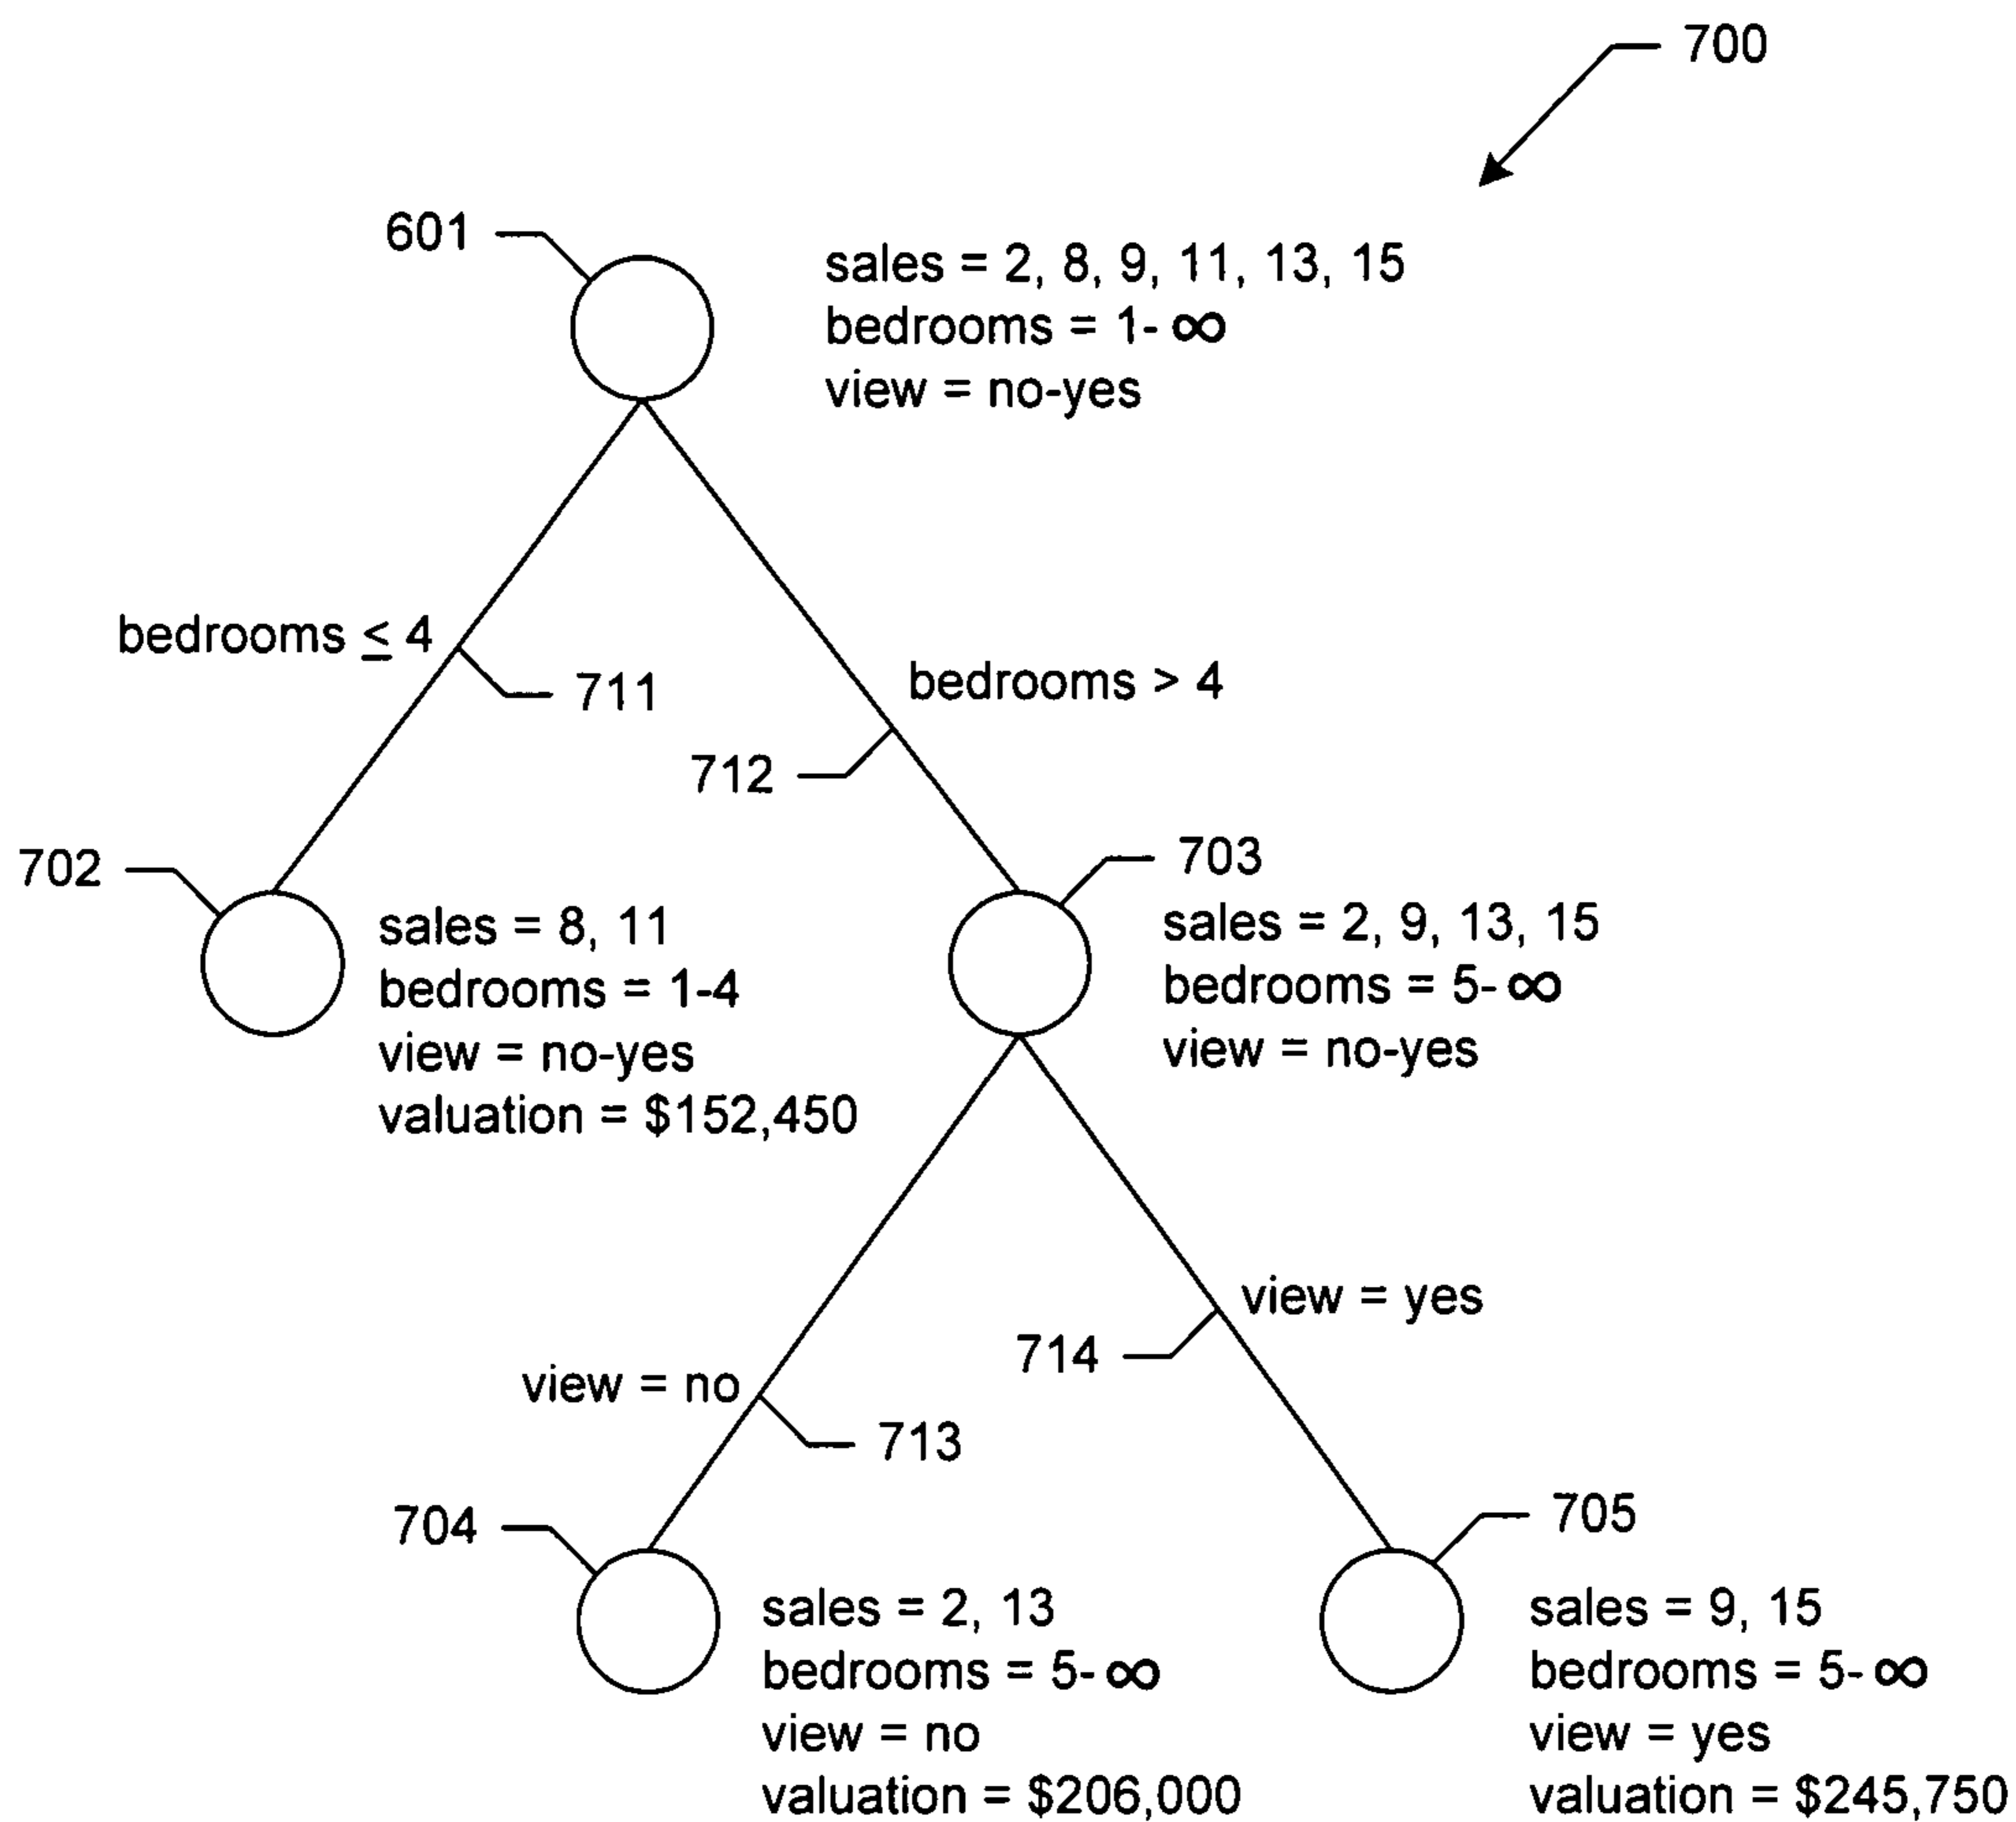 700
601
sales = 2, 8, 9, 11, 13, 15
bedrooms = 1-∞
view = no-yes
bedrooms ≤ 4
711
bedrooms > 4
712
702
sales = 8, 11
bedrooms = 1-4
view = no-yes
valuation = $152,450
703
sales = 2, 9, 13, 15
bedrooms = 5-∞
view = no-yes
view = no
713
view = yes
714
704
sales = 2, 13
bedrooms = 5-∞
view = no
valuation = $206,000
705
sales = 9, 15
bedrooms = 5-∞
view = yes
valuation = $245,750